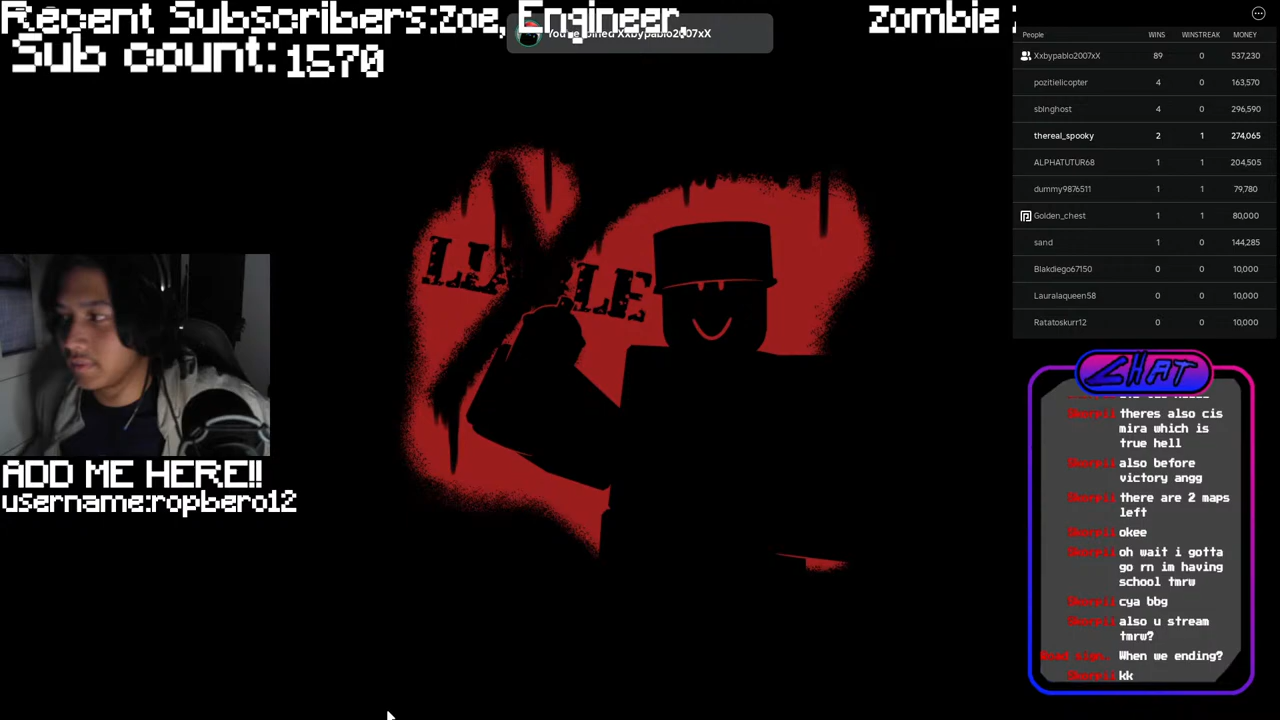 Recent Subscribers:zoe, Engineer,
zombie
Sub count:1570
You've joined XxbypabIo2007xX
People WINS WINSTREAK MONEY
XxbypabIo2007xX 89 0 537,230
pozitielicopter 4 0 163,570
sbinghost 4 0 296,590
thereal_spooky 2 1 274,065
ALPHATUTUR68 1 1 204,505
dummy9876511 1 1 79,780
Golden_chest 1 1 80,000
sand 1 0 144,285
Blakdiego67150 0 0 10,000
Lauralaqueen58 0 0 10,000
Ratatoskurr12 0 0 10,000
ADD ME HERE!!
username:ropbero12
CHAT
theres also cis
mira which is
true hell
also before
victory angg
there are 2 maps
left
okee
oh wait i gotta
go rn im having
school tmrw
cya bbg
also u stream
tmrw?
When we ending?
kk